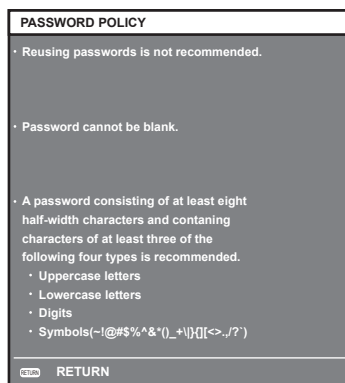 PASSWORD POLICY
・Reusing passwords is not recommended.
・Password cannot be blank.
・A password consisting of at least eight
half-width characters and contaning
characters of at least three of the
following four types is recommended.
・Uppercase letters
・Lowercase letters
・Digits
・Symbols(~!@#$%^&*()_+\|}{][<>.,/?`)
RETURN RETURN